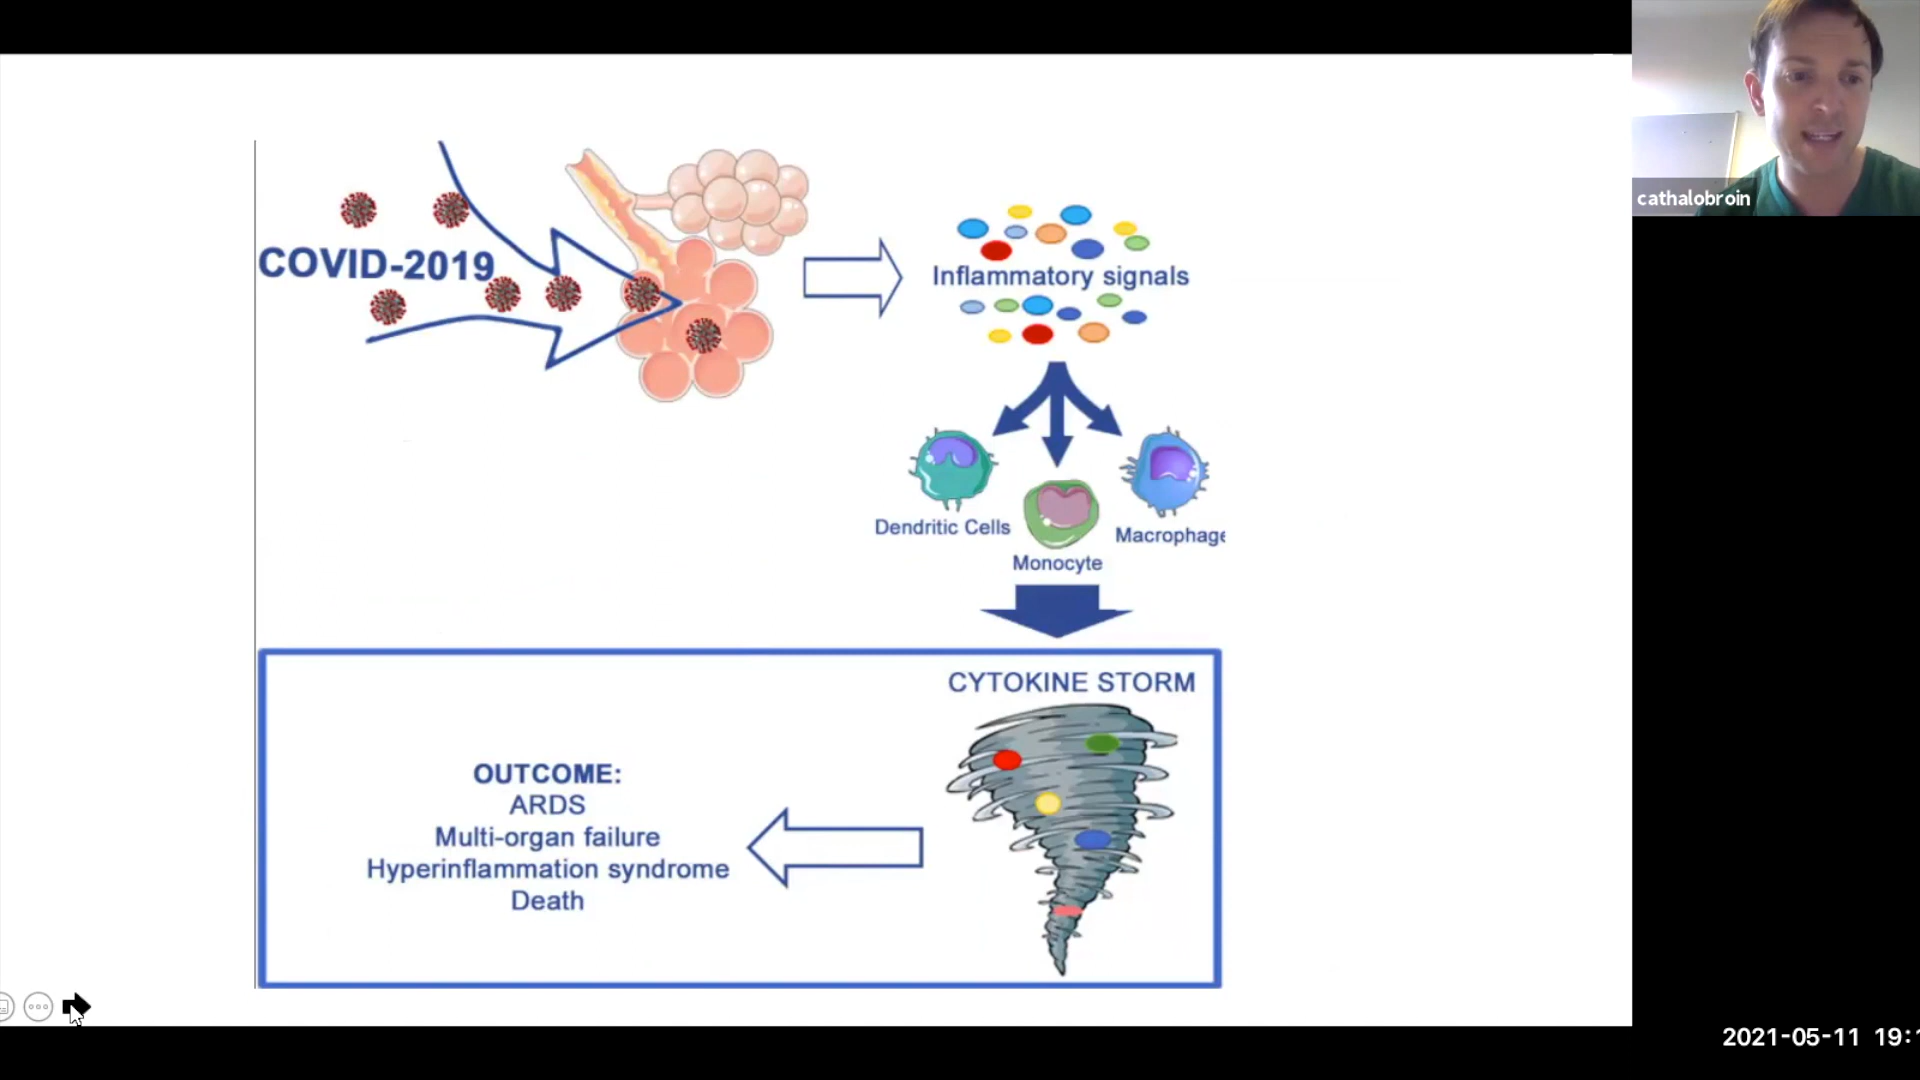 cathalobroin
COVID-2019
Inflammatory signals
Dendritic Cells
Monocyte
Macrophage
CYTOKINE STORM
OUTCOME:
ARDS
Multi-organ failure
Hyperinflammation syndrome
Death
2021-05-11 19: